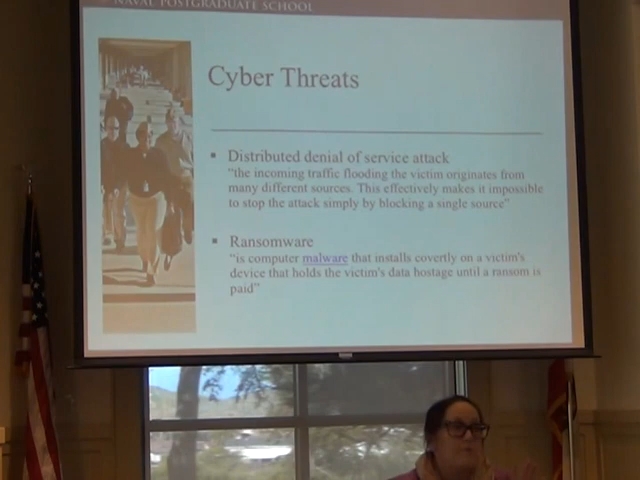 NAVAL POSTGRADUATE SCHOOL
Cyber Threats
▪ Distributed denial of service attack
"the incoming traffic flooding the victim originates from
many different sources. This effectively makes it impossible
to stop the attack simply by blocking a single source"
▪ Ransomware
"is computer malware that installs covertly on a victim's
device that holds the victim's data hostage until a ransom is
paid"